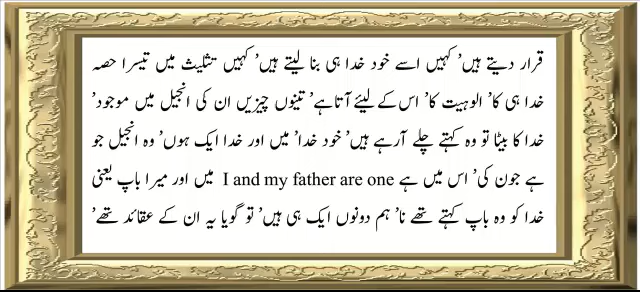 قرار دیتے ہیں’ کہیں اسے خود خدا ہی بنا لیتے ہیں’ کہیں تثلیث میں تیسرا حصہ
خدا ہی کا’ الوہیت کا’ اس کے لیئے آتا ہے’ تینوں چیزیں ان کی انجیل میں موجود’
خدا کا بیٹا تو وہ کہتے چلے آرہے ہیں’ خود خدا’ میں اور خدا ایک ہوں’ وہ انجیل جو
ہے جون کی’ اس میں ہے I and my father are one میں اور میرا باپ یعنی
خدا کو وہ باپ کہتے تھے نا’ ہم دونوں ایک ہی ہیں’ تو گویا یہ ان کے عقائد تھے’